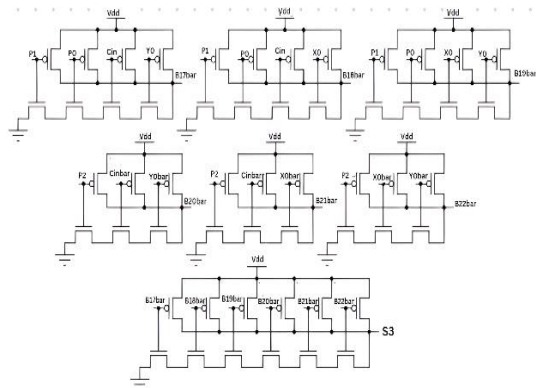 Vdd Vdd Vdd
P1 P0 Cin Y0 P1 P0 Cin X0 P1 P0 X0 Y0
B17bar B18bar B19bar
Vdd Vdd Vdd
P2 Cinbar Y0bar P2 Cinbar X0bar P2 X0bar Y0bar
B20bar B21bar B22bar
Vdd
B17bar B18bar B19bar B20bar B21bar B22bar
S3